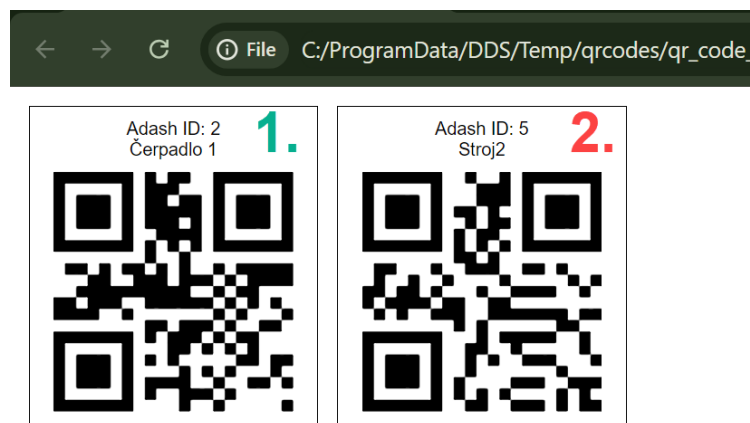 File C:/ProgramData/DDS/Temp/qrcodes/qr_code_
Adash ID: 2
Čerpadlo 1
1.
Adash ID: 5
Stroj2
2.